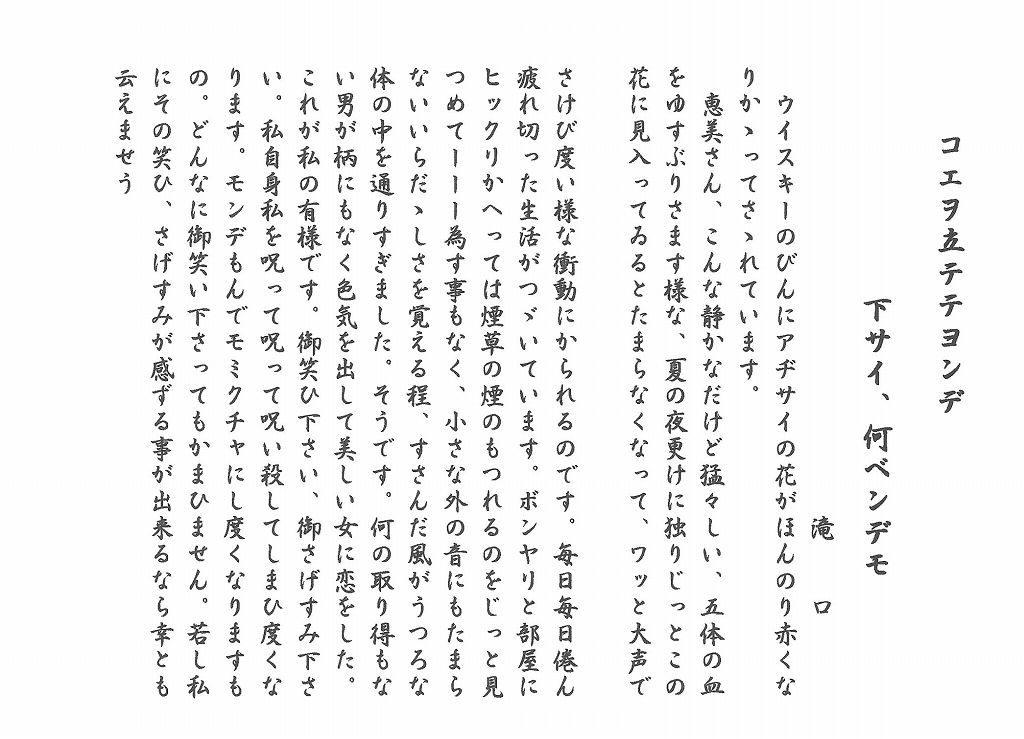 コエヲ立テテヨンデ
下サイ、何ベンデモ
滝口
ウイスキーのびんにアヂサイの花がほんのり赤くな
りかゝってさゝれています。
恵美さん、こんな静かなだけど猛々しい、五体の血
をゆすぶりさます様な、夏の夜更けに独りじっとこの
花に見入ってゐるとたまらなくなって、ワッと大声で
さけび度い様な衝動にかられるのです。毎日毎日倦ん
疲れ切った生活がつゞいています。ボンヤリと部屋に
ヒックリかへっては煙草の煙のもつれるのをじっと見
つめてーーー為す事もなく、小さな外の音にもたまら
ないいらだゝしさを覚える程、すさんだ風がうつろな
体の中を通りすぎました。そうです。何の取り得もな
い男が柄にもなく色気を出して美しい女に恋をした。
これが私の有様です。御笑ひ下さい、御さげすみ下さ
い。私自身私を呪って呪って呪い殺してしまひ度くな
ります。モンデもんでモミクチャにし度くなりますも
の。どんなに御笑い下さってもかまひません。若し私
にその笑ひ、さげすみが感ずる事が出来るなら幸とも
云えませう